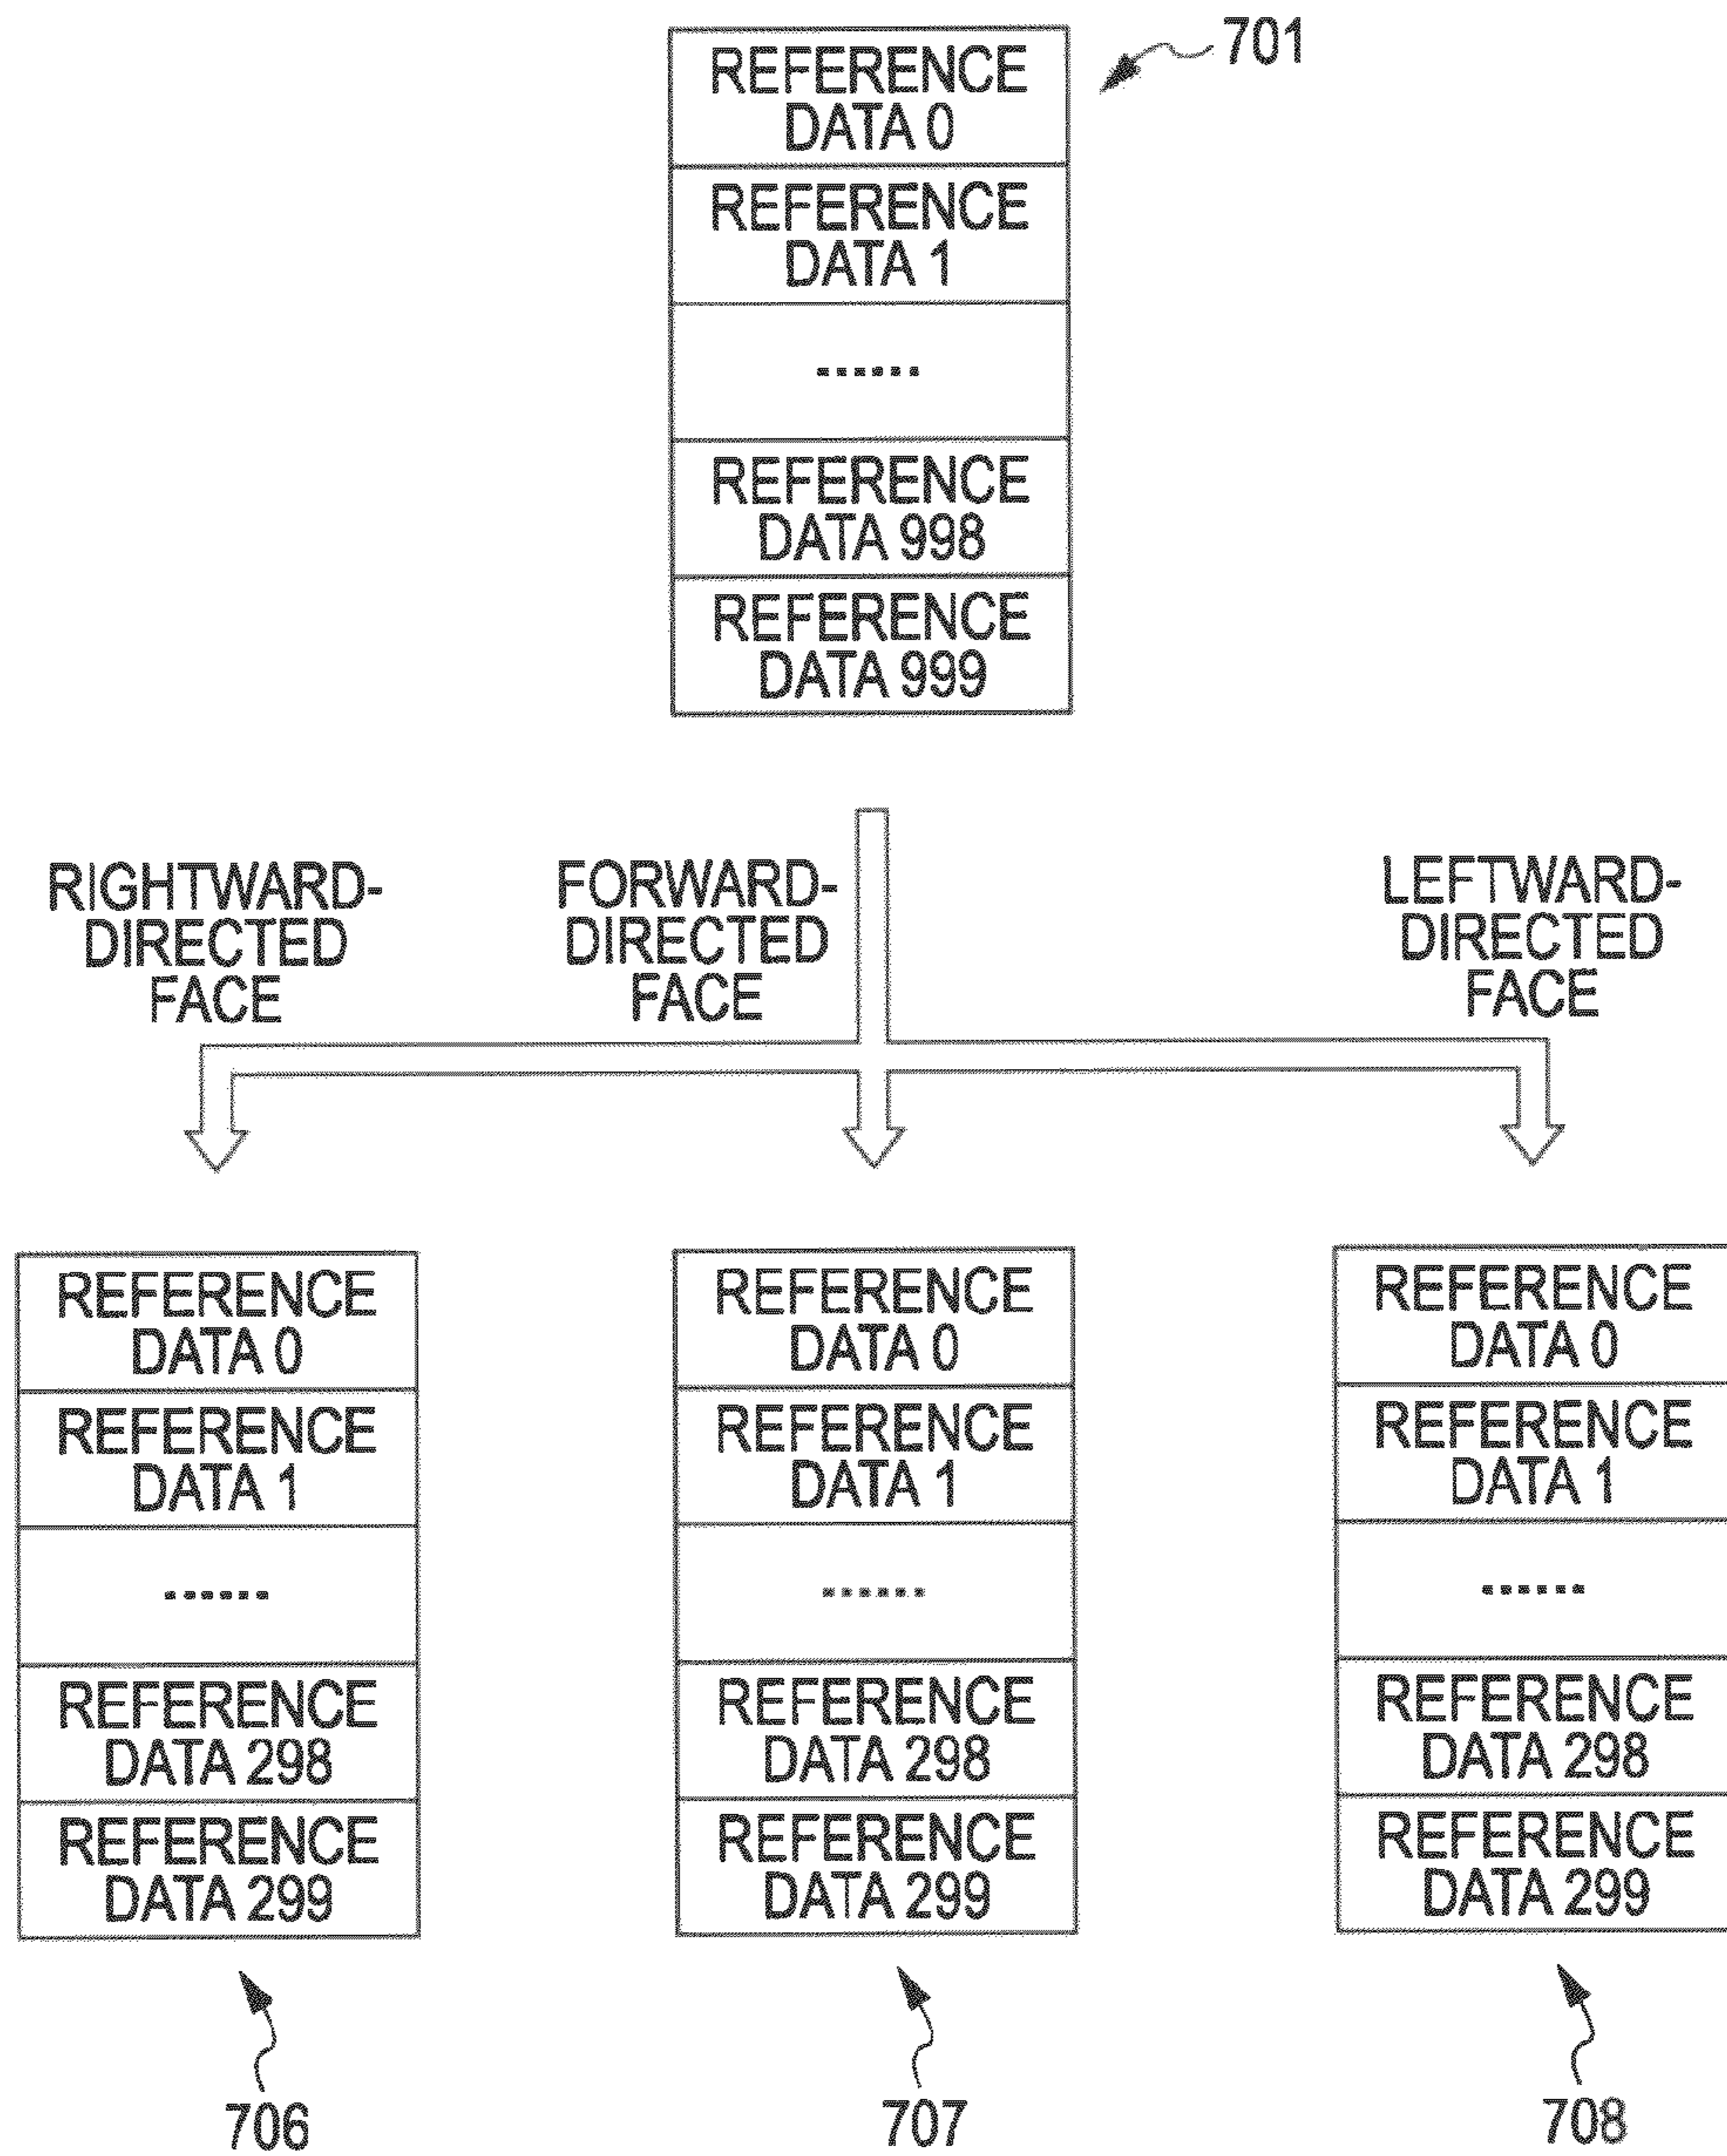 701
REFERENCE
DATA 0
REFERENCE
DATA 1
......
REFERENCE
DATA 998
REFERENCE
DATA 999
RIGHTWARD-
DIRECTED
FACE
FORWARD-
DIRECTED
FACE
LEFTWARD-
DIRECTED
FACE
REFERENCE
DATA 0
REFERENCE
DATA 1
......
REFERENCE
DATA 298
REFERENCE
DATA 299
706
REFERENCE
DATA 0
REFERENCE
DATA 1
......
REFERENCE
DATA 298
REFERENCE
DATA 299
707
REFERENCE
DATA 0
REFERENCE
DATA 1
......
REFERENCE
DATA 298
REFERENCE
DATA 299
708